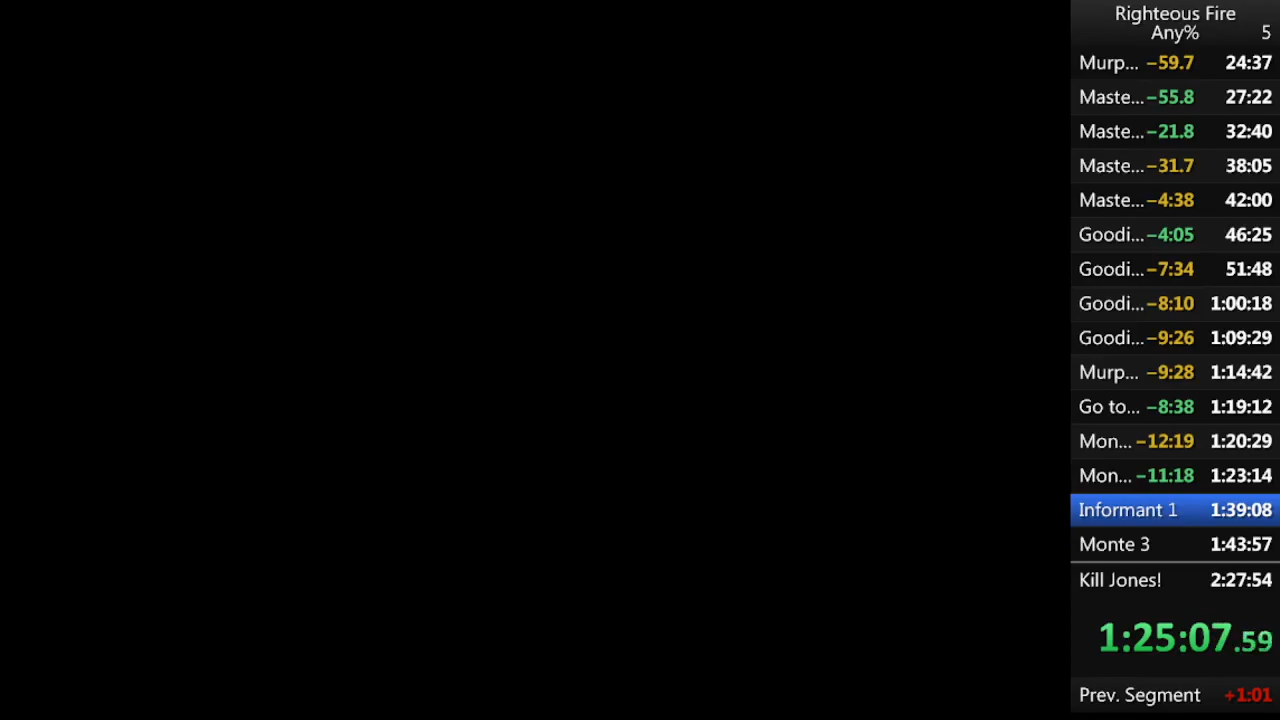 Righteous Fire
Any% 5
Murp... −59.7 24:37
Maste... −55.8 27:22
Maste... −21.8 32:40
Maste... −31.7 38:05
Maste... −4:38 42:00
Goodi... −4:05 46:25
Goodi... −7:34 51:48
Goodi... −8:10 1:00:18
Goodi... −9:26 1:09:29
Murp... −9:28 1:14:42
Go to... −8:38 1:19:12
Mon... −12:19 1:20:29
Mon... −11:18 1:23:14
Informant 1 1:39:08
Monte 3 1:43:57
Kill Jones! 2:27:54
1:25:07.59
Prev. Segment +1:01